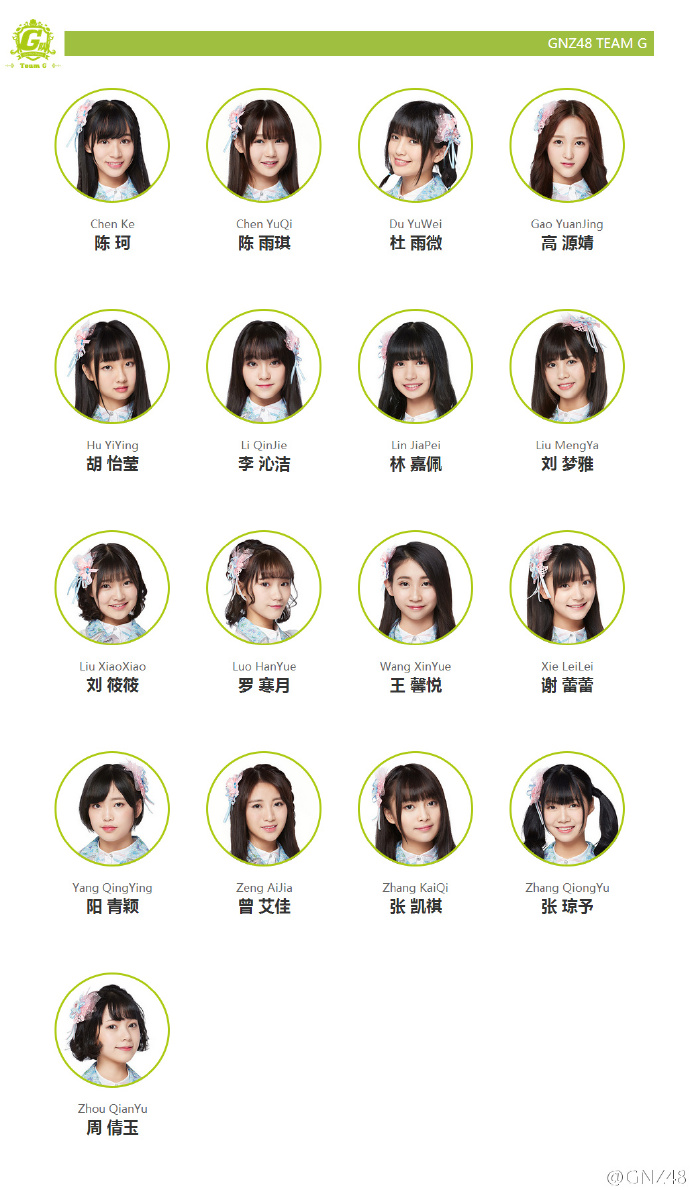 G
Team G
GNZ48 TEAM G
Chen Ke
陈 珂
Chen YuQi
陈 雨琪
Du YuWei
杜 雨微
Gao YuanJing
高 源婧
Hu YiYing
胡 怡莹
Li QinJie
李 沁洁
Lin JiaPei
林 嘉佩
Liu MengYa
刘 梦雅
Liu XiaoXiao
刘 筱筱
Luo HanYue
罗 寒月
Wang XinYue
王 馨悦
Xie LeiLei
谢 蕾蕾
Yang QingYing
阳 青颖
Zeng AiJia
曾 艾佳
Zhang KaiQi
张 凯祺
Zhang QiongYu
张 琼予
Zhou QianYu
周 倩玉
@GNZ48